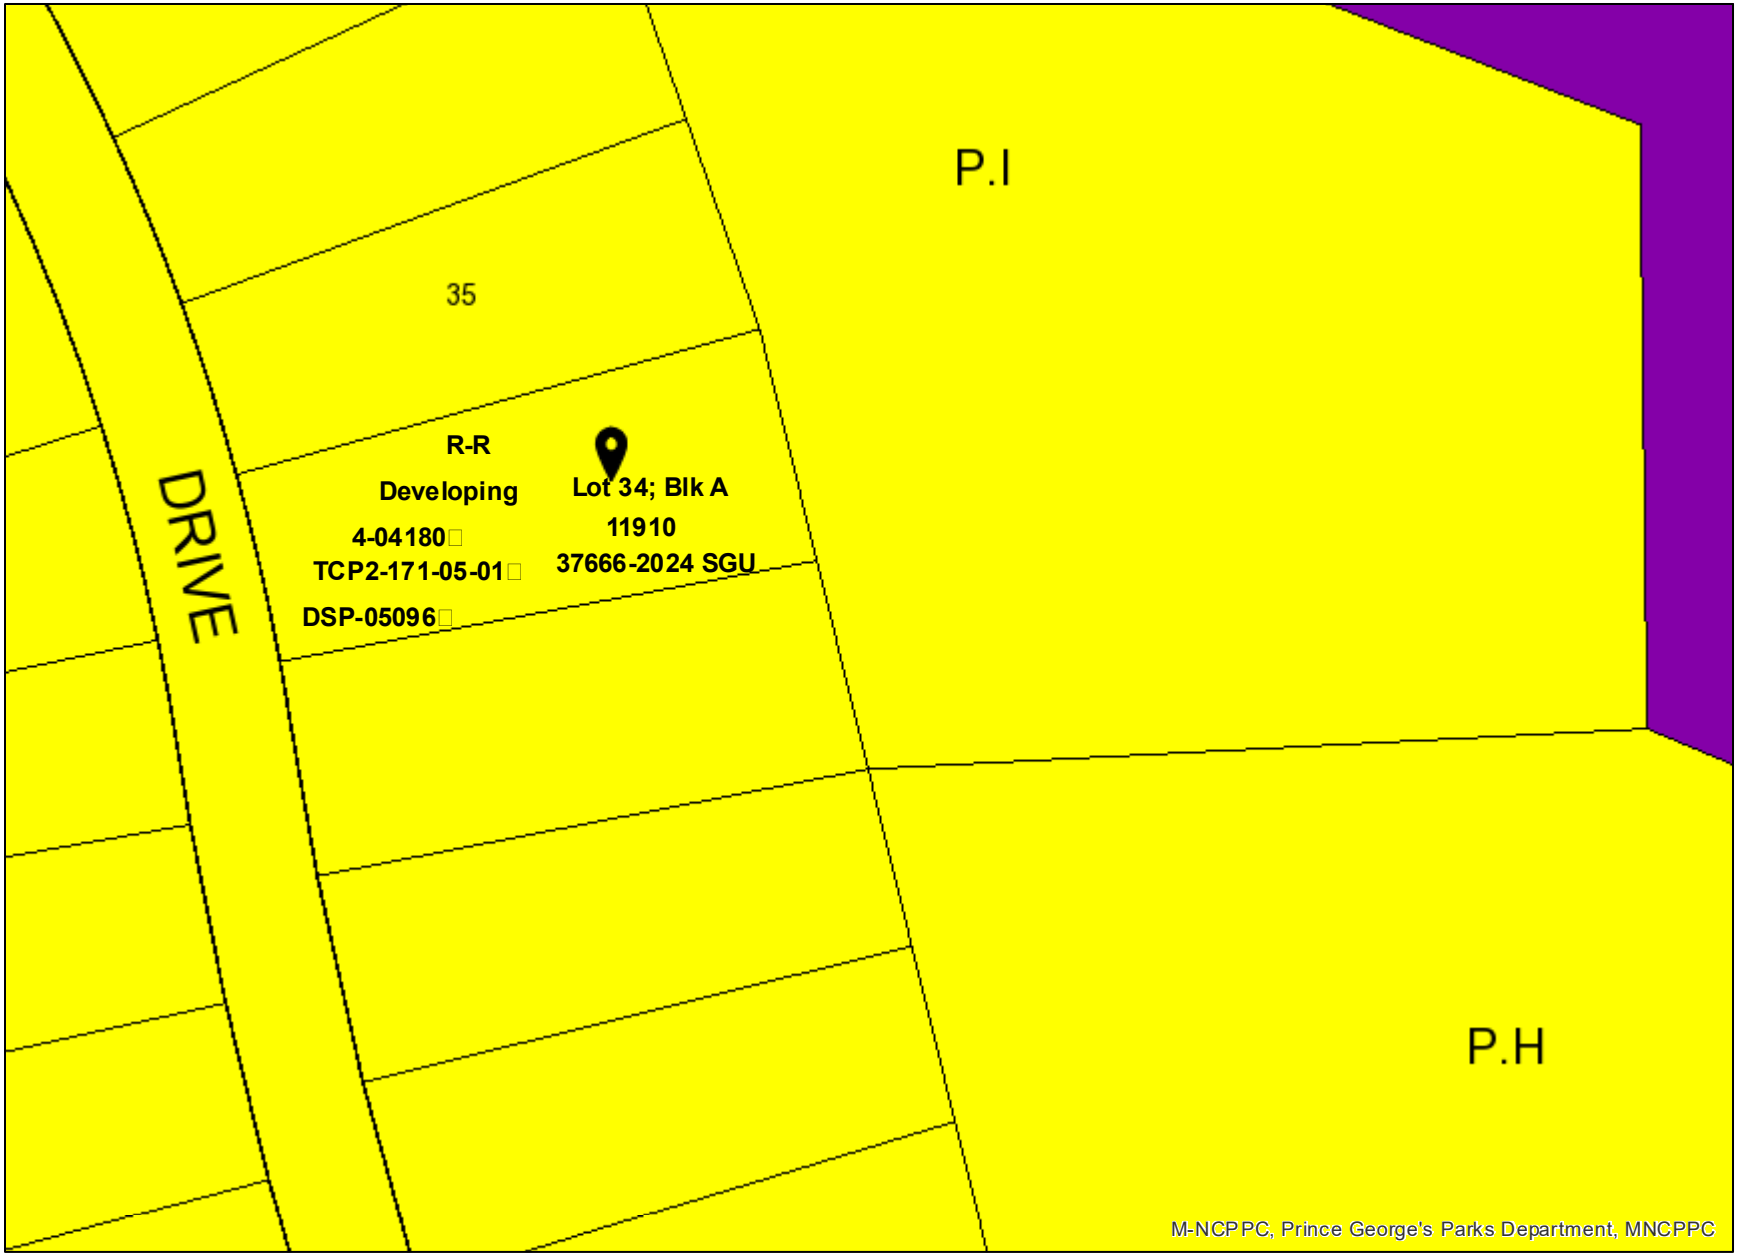 P.I
35
R-R
Developing
4-04180
TCP2-171-05-01
DSP-05096
Lot 34; Blk A
11910
37666-2024 SGU
DRIVE
P.H
M-NCPPC, Prince George's Parks Department, MNCPPC